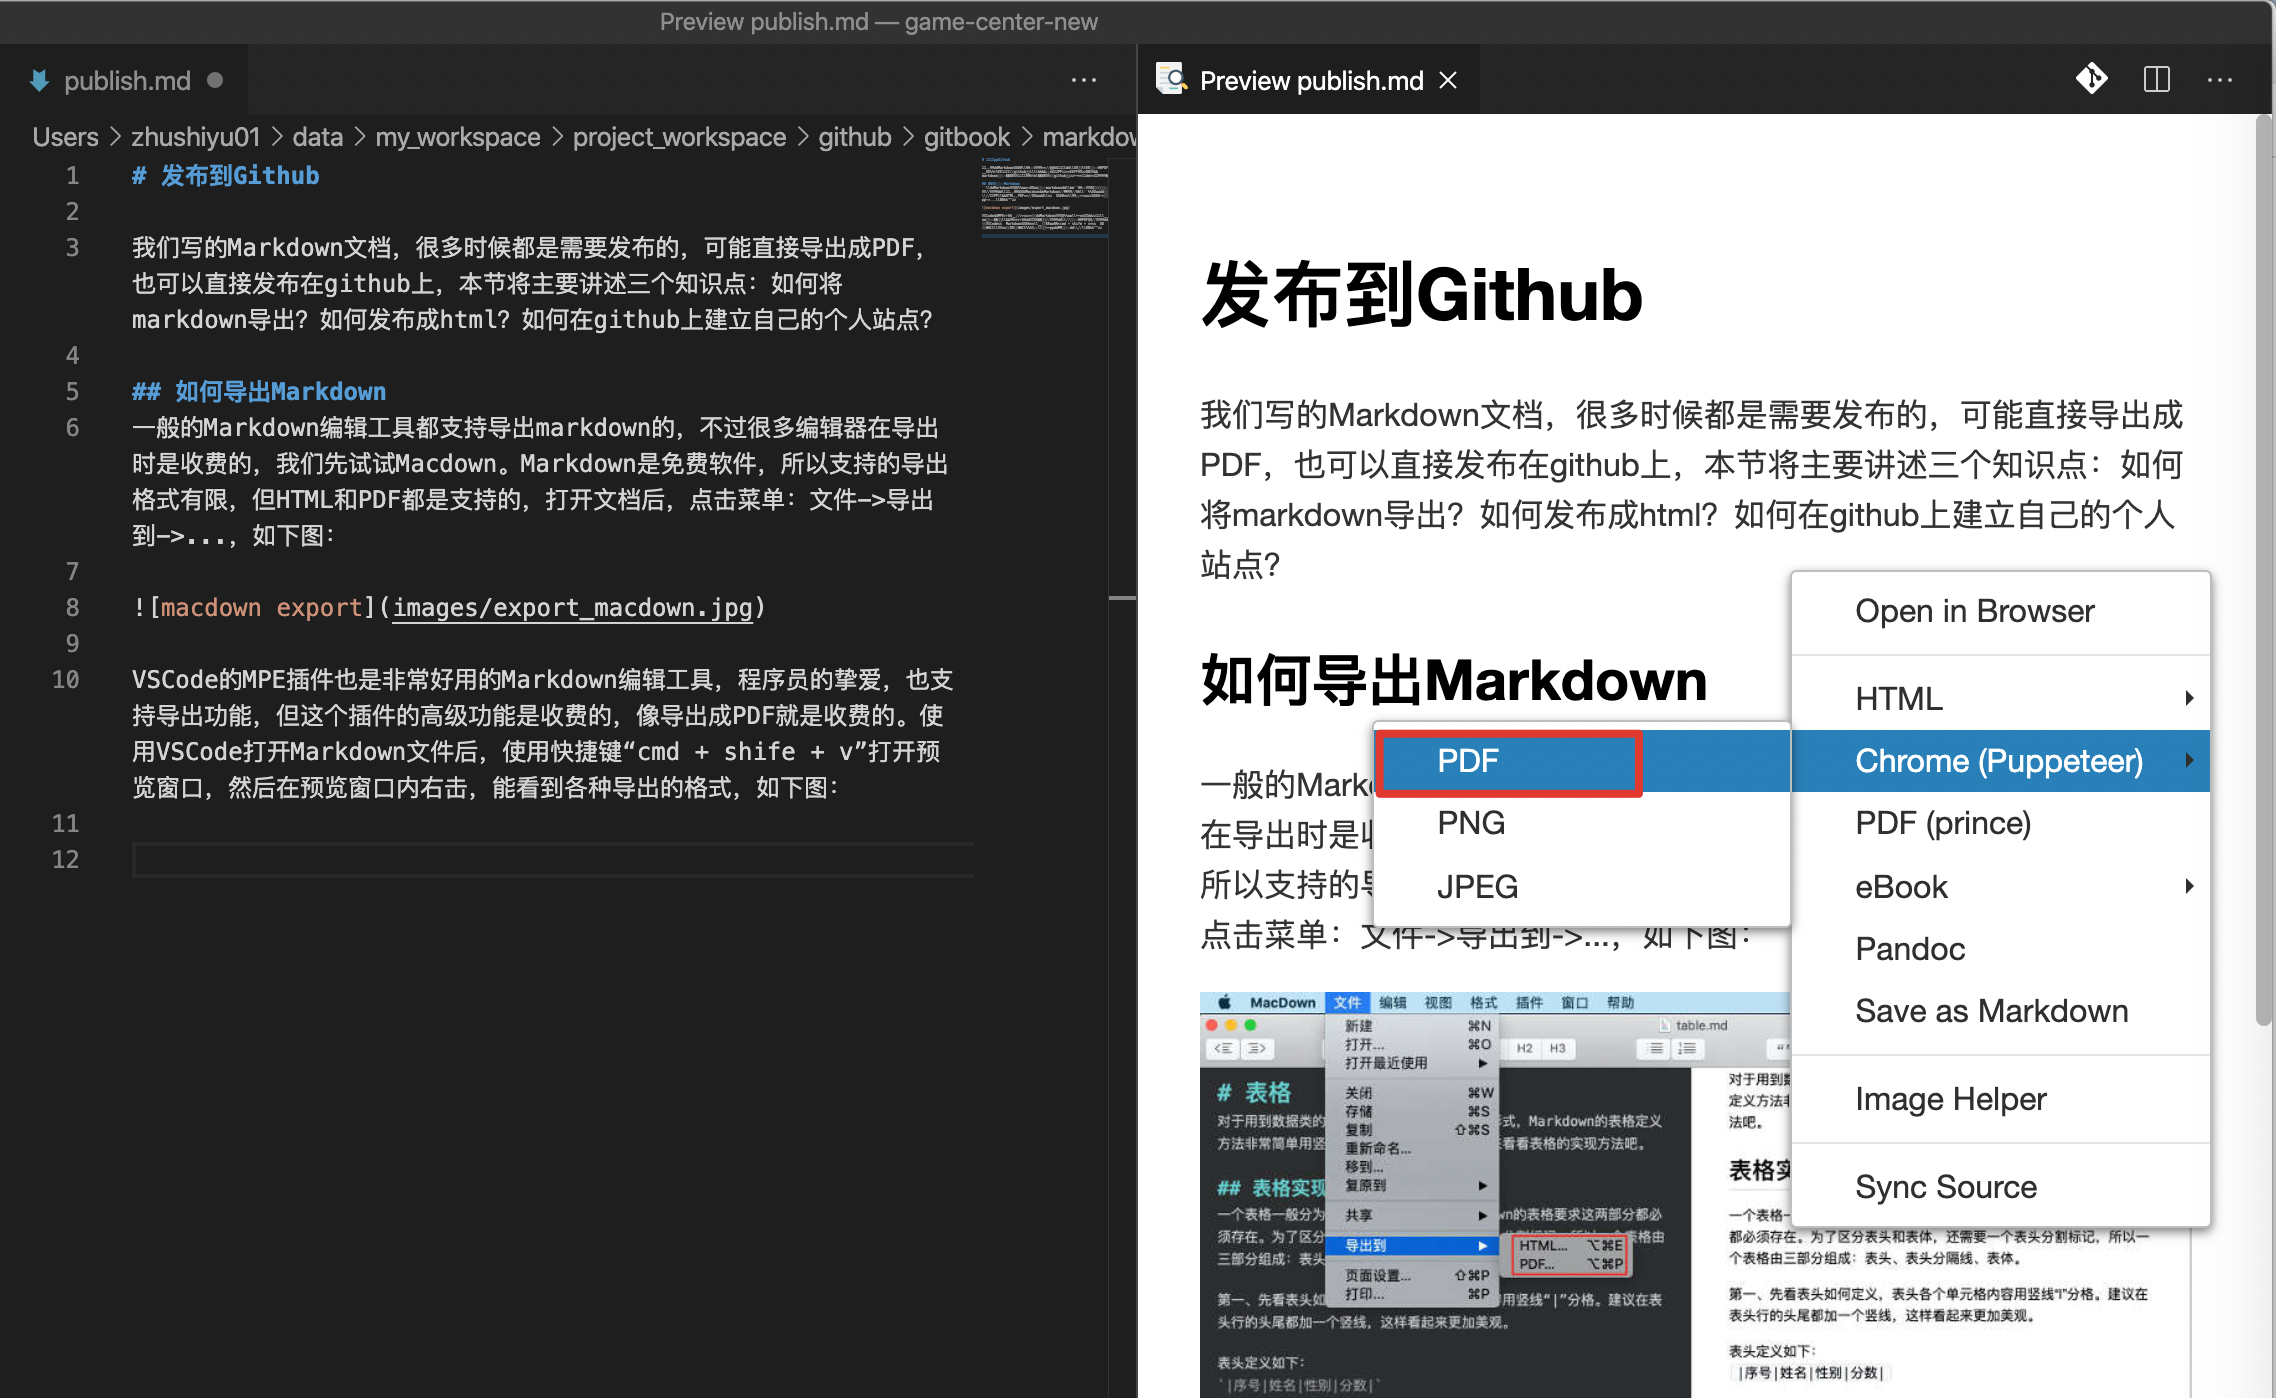 Preview publish.md — game-center-new
publish.md
Preview publish.md
Users > zhushiyu01 > data > my_workspace > project_workspace > github > gitbook >
1 # 发布到Github
2
3 我们写的Markdown文档，很多时候都是需要发布的，可能直接导出成PDF，
也可以直接发布在github上，本节将主要讲述三个知识点：如何将
markdown导出？如何发布成html？如何在github上建立自己的个人站点？
4
5 ## 如何导出Markdown
6 一般的Markdown编辑工具都支持导出markdown的，不过很多编辑器在导出
时是收费的，我们先试试Macdown。Markdown是免费软件，所以支持的导出
格式有限，但HTML和PDF都是支持的，打开文档后，点击菜单：文件->导出
到->...，如下图：
7
8 ![macdown export](images/export_macdown.jpg)
9
10 VSCode的MPE插件也是非常好用的Markdown编辑工具，程序员的挚爱，也支
持导出功能，但这个插件的高级功能是收费的，像导出成PDF就是收费的。使
用VSCode打开Markdown文件后，使用快捷键“cmd + shife + v”打开预
览窗口，然后在预览窗口内右击，能看到各种导出的格式，如下图：
11
12
发布到Github
我们写的Markdown文档，很多时候都是需要发布的，可能直接导出成
PDF，也可以直接发布在github上，本节将主要讲述三个知识点：如何
将markdown导出？如何发布成html？如何在github上建立自己的个人
站点？
如何导出Markdown
一般的Mark
在导出时是
所以支持的
点击菜单：文件->导出到->...，如下图：
PDF
PNG
JPEG
Open in Browser
HTML
Chrome (Puppeteer)
PDF (prince)
eBook
Pandoc
Save as Markdown
Image Helper
Sync Source
MacDown 文件 编辑 视图 格式 插件 窗口 帮助
table.md
H2 H3
新建 ⌘N
打开... ⌘O
打开最近使用
关闭 ⌘W
存储 ⌘S
复制 ⇧⌘S
重新命名...
移到...
复原到
共享
导出到
页面设置... ⇧⌘P
打印... ⌘P
HTML... ⌥⌘E
PDF... ⌥⌘P
# 表格
对于用到数据类的 式，Markdown的表格定义
方法非常简单用竖 看看表格的实现方法吧。
## 表格实现
一个表格一般分为 wn的表格要求这两部分都必
须存在。为了区分 表格由
三部分组成：表头
第一、先看表头如 用竖线“|”分格。建议在表
头行的头尾都加一个竖线，这样看起来更加美观。
表头定义如下：
`|序号|姓名|性别|分数|`
对于用到
定义方法
法吧。
表格实
一个表格
都必须存在。为了区分表头和表体，还需要一个表头分割标记，所以一
个表格由三部分组成：表头、表头分隔线、表体。
第一、先看表头如何定义，表头各个单元格内容用竖线“|”分格。建议在
表头行的头尾都加一个竖线，这样看起来更加美观。
表头定义如下：
|序号|姓名|性别|分数|